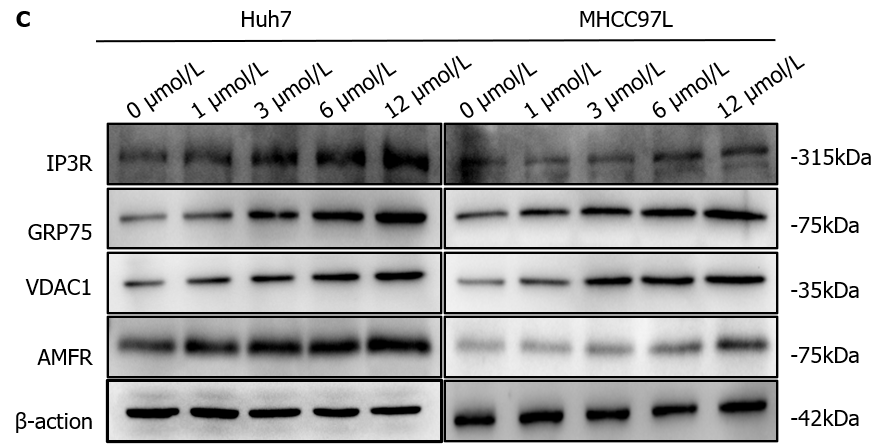 C
Huh7 MHCC97L
0 μmol/L 1 μmol/L 3 μmol/L 6 μmol/L 12 μmol/L 0 μmol/L 1 μmol/L 3 μmol/L 6 μmol/L 12 μmol/L
IP3R -315kDa
GRP75 -75kDa
VDAC1 -35kDa
AMFR -75kDa
β-action -42kDa